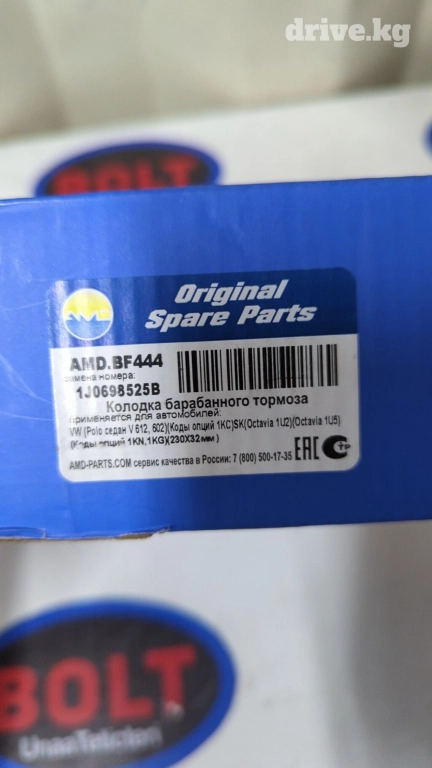 drive.kg
BOLT
AMD
Original
Spare Parts
AMD.BF444
замена номера:
1J0698525B
Колодка барабанного тормоза
применяется для автомобилей:
VW (Polo седан V 612, 602)(Коды опций 1KC)SK(Octavia 1U2)(Octavia 1U5)
(Коды опций 1KN,1KG)(230X32мм)
AMD-PARTS.COM сервис качества в России: 7 (800) 500-17-35
EAC
BOLT